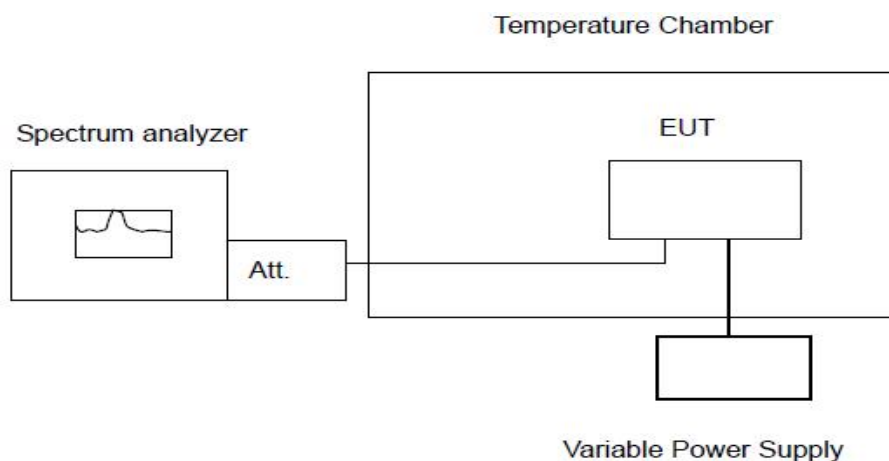 Temperature Chamber
Spectrum analyzer
EUT
Att.
Variable Power Supply